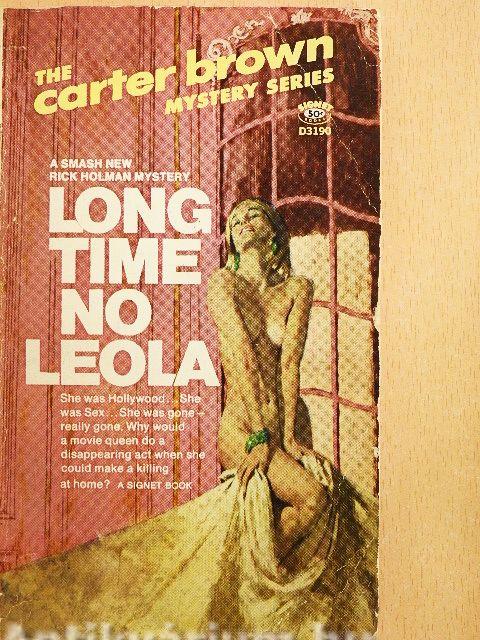 THE
carter brown
MYSTERY SERIES
SIGNET
50¢
BOOKS
D3190
A SMASH NEW
RICK HOLMAN MYSTERY
LONG
TIME
NO
LEOLA
She was Hollywood...She
was Sex...She was gone–
really gone. Why would
a movie queen do a
disappearing act when she
could make a killing
at home? A SIGNET BOOK